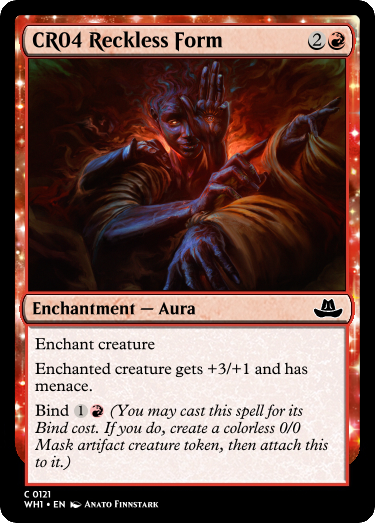 CR04 Reckless Form 2
Enchantment — Aura
Enchant creature
Enchanted creature gets +3/+1 and has
menace.
Bind 1 (You may cast this spell for its
Bind cost. If you do, create a colorless 0/0
Mask artifact creature token, then attach this
to it.)
C 0121
WH1 • EN Anato Finnstark